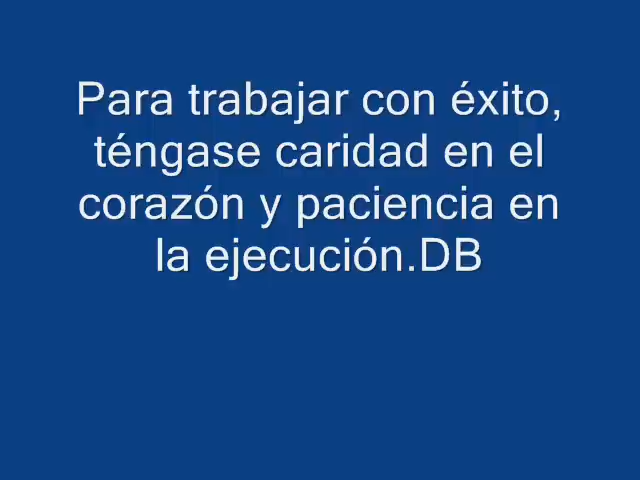 Para trabajar con éxito,
téngase caridad en el
corazón y paciencia en
la ejecución.DB